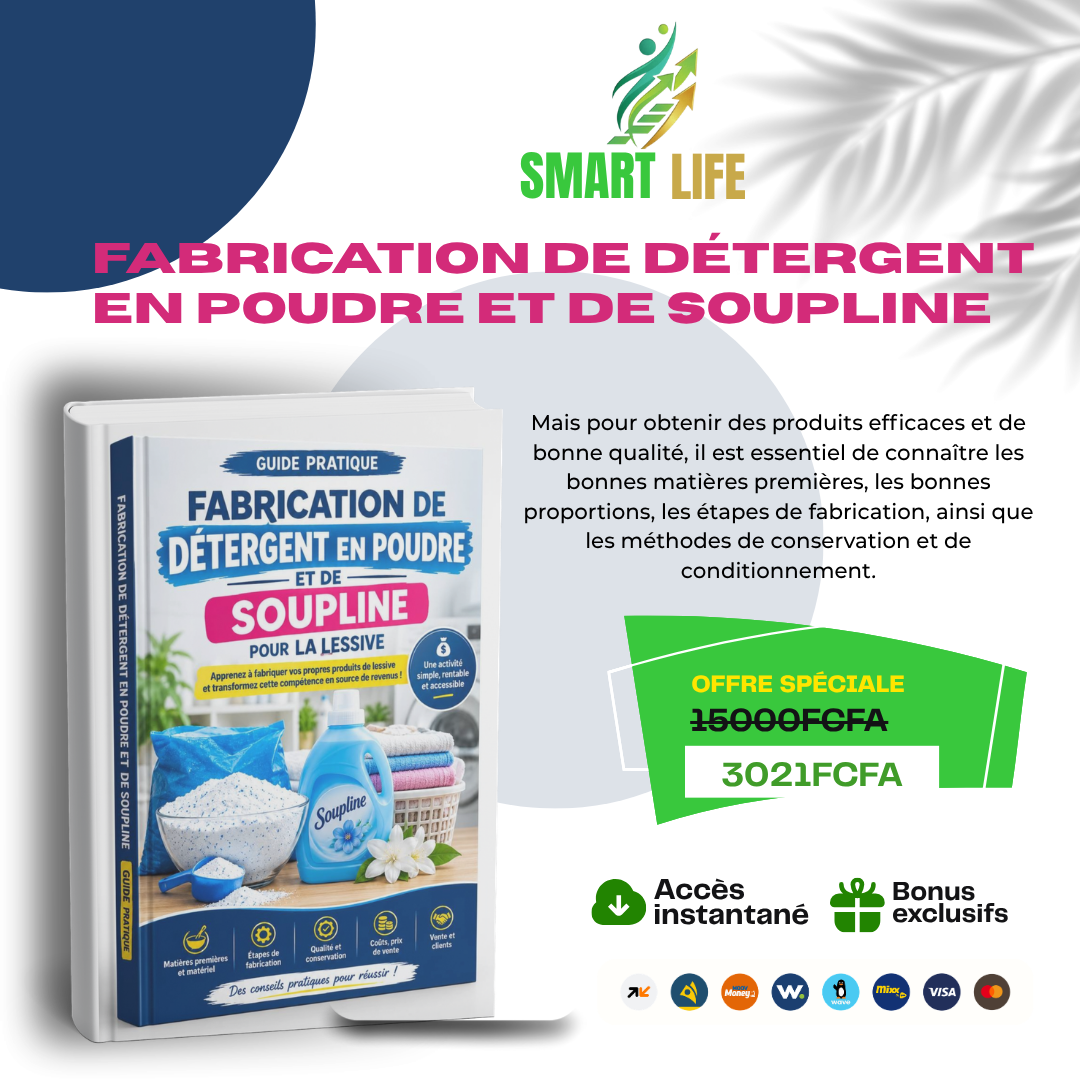 SMART LIFE
FABRICATION DE DÉTERGENT
EN POUDRE ET DE SOUPLINE
Mais pour obtenir des produits efficaces et de
bonne qualité, il est essentiel de connaître les
bonnes matières premières, les bonnes
proportions, les étapes de fabrication, ainsi que
les méthodes de conservation et de
conditionnement.
OFFRE SPÉCIALE
15000FCFA
3021FCFA
Accès
instantané
Bonus
exclusifs
MOOV
Money
W.
wave
mixx
VISA
FABRICATION DE DÉTERGENT EN POUDRE ET DE SOUPLINE
GUIDE PRATIQUE
GUIDE PRATIQUE
FABRICATION DE
DÉTERGENT EN POUDRE
ET DE
SOUPLINE
POUR LA LESSIVE
Apprenez à fabriquer vos propres produits de lessive
et transformez cette compétence en source de revenus !
$
Une activité
simple, rentable
et accessible
Soupline
Matières premières
et matériel
Étapes de
fabrication
Qualité et
conservation
Coûts, prix
de vente
Vente et
clients
Des conseils pratiques pour réussir !